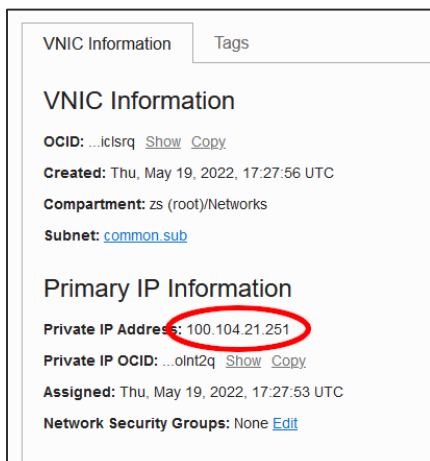 VNIC Information Tags
VNIC Information
OCID: ...iclsrq Show Copy
Created: Thu, May 19, 2022, 17:27:56 UTC
Compartment: zs (root)/Networks
Subnet: common.sub
Primary IP Information
Private IP Address: 100.104.21.251
Private IP OCID: ...olnt2q Show Copy
Assigned: Thu, May 19, 2022, 17:27:53 UTC
Network Security Groups: None Edit